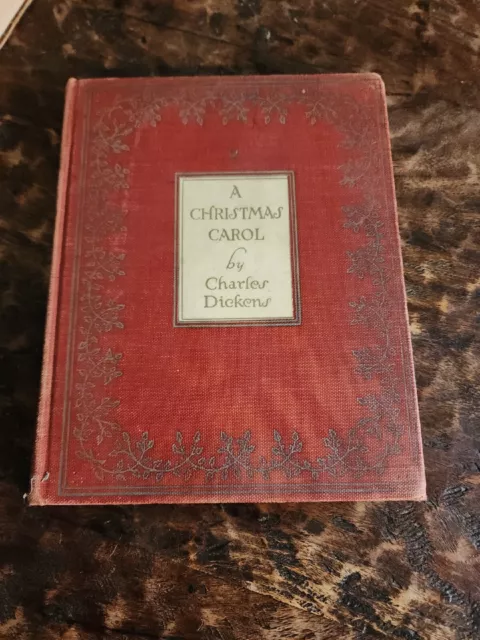 A
CHRISTMAS
CAROL
by
Charles
Dickens